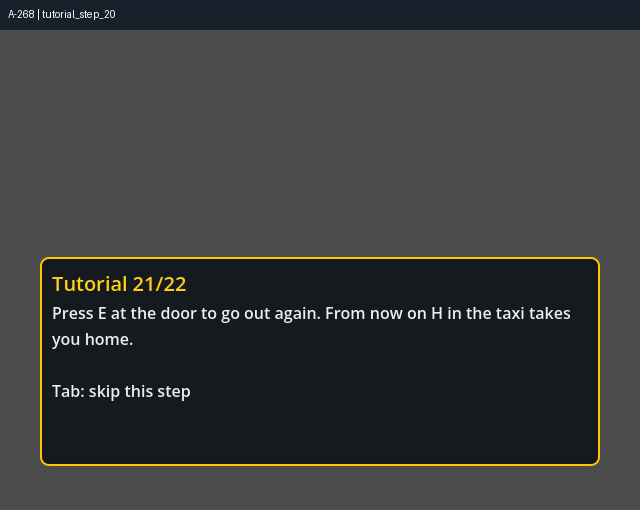 A-268 | tutorial_step_20
Tutorial 21/22
Press E at the door to go out again. From now on H in the taxi takes
you home.
Tab: skip this step